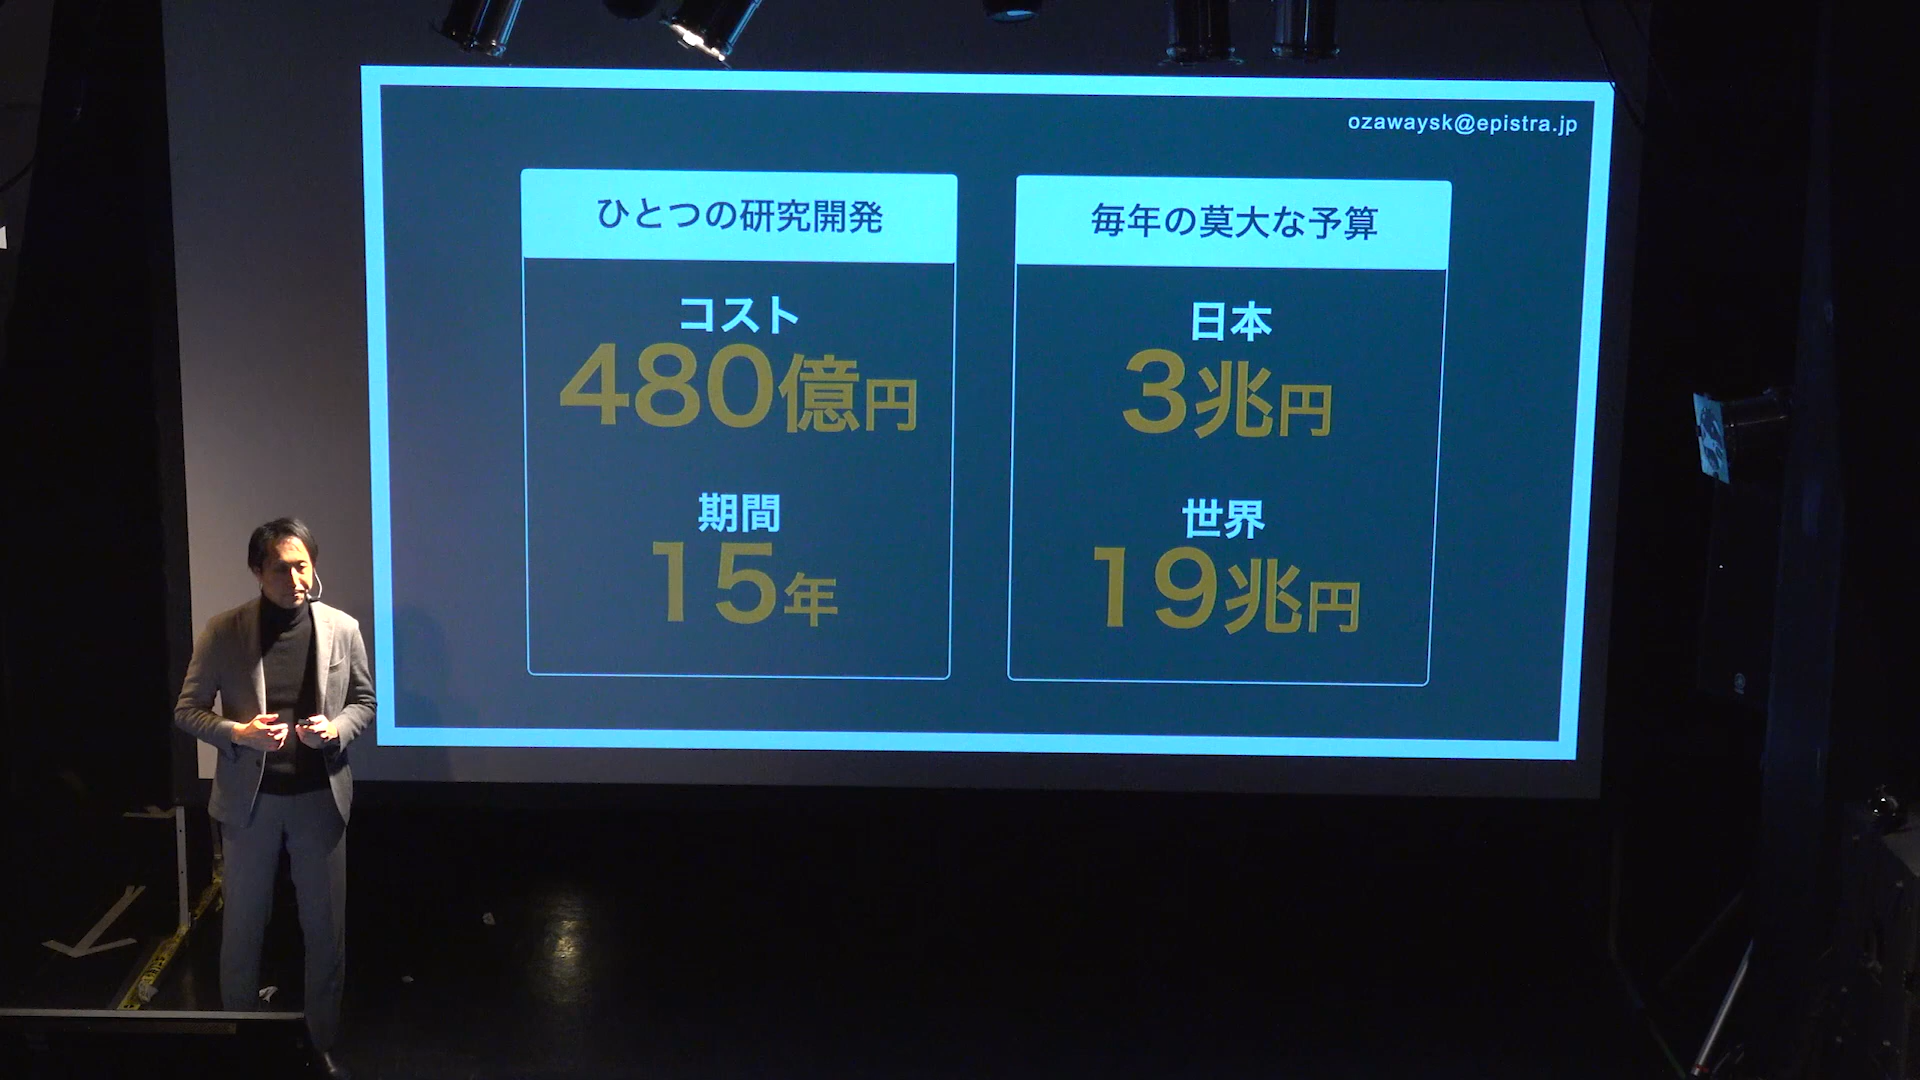 ozawaysk@epistra.jp
ひとつの研究開発
コスト
480億円
期間
15年
毎年の莫大な予算
日本
3兆円
世界
19兆円